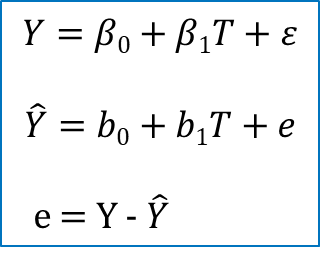 Y = β₀ + β₁T + ε
Ŷ = b₀ + b₁T + e
e = Y - Ŷ